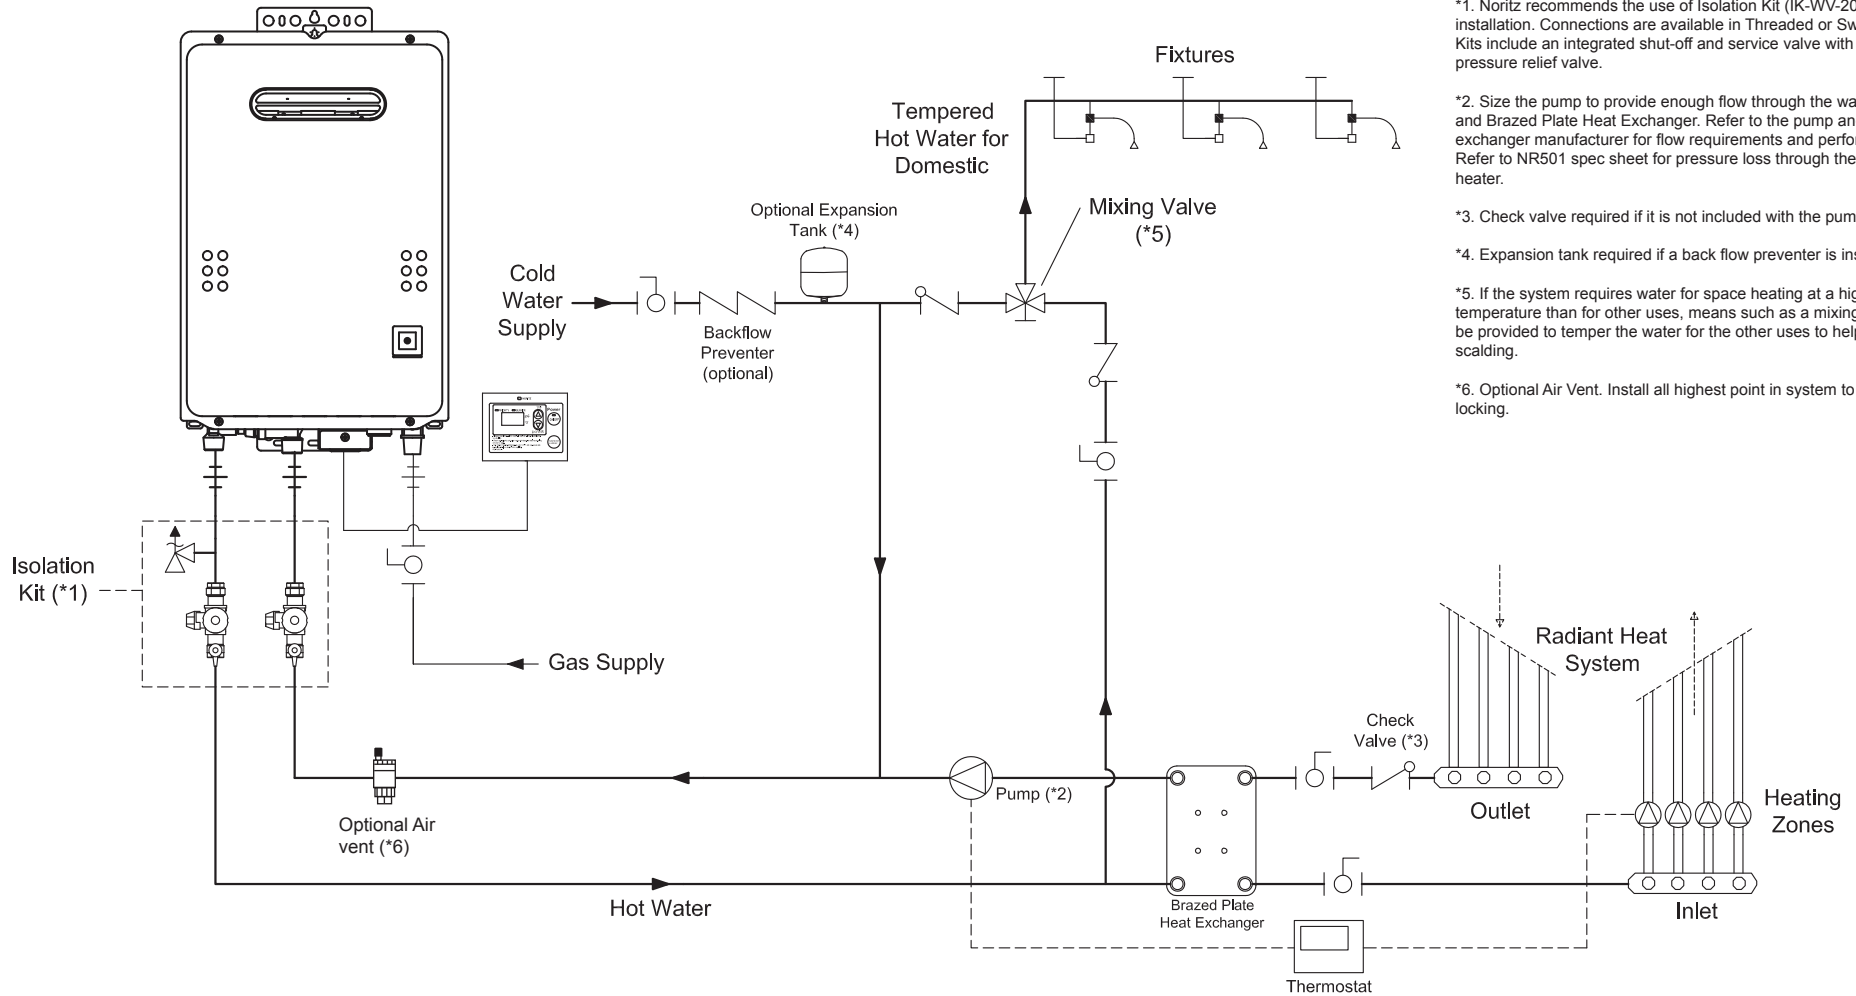 *1. Noritz recommends the use of Isolation Kit (IK-WV-20
installation. Connections are available in Threaded or Sw
Kits include an integrated shut-off and service valve with
pressure relief valve.
*2. Size the pump to provide enough flow through the wa
and Brazed Plate Heat Exchanger. Refer to the pump an
exchanger manufacturer for flow requirements and perfor
Refer to NR501 spec sheet for pressure loss through the
heater.
*3. Check valve required if it is not included with the pum
*4. Expansion tank required if a back flow preventer is ins
*5. If the system requires water for space heating at a hig
temperature than for other uses, means such as a mixing
be provided to temper the water for the other uses to help
scalding.
*6. Optional Air Vent. Install all highest point in system to
locking.
Fixtures
Tempered
Hot Water for
Domestic
Mixing Valve
(*5)
Optional Expansion
Tank (*4)
Cold
Water
Supply
Backflow
Preventer
(optional)
Isolation
Kit (*1)
Gas Supply
Radiant Heat
System
Check
Valve (*3)
Pump (*2)
Outlet
Heating
Zones
Optional Air
vent (*6)
Hot Water
Brazed Plate
Heat Exchanger
Inlet
Thermostat